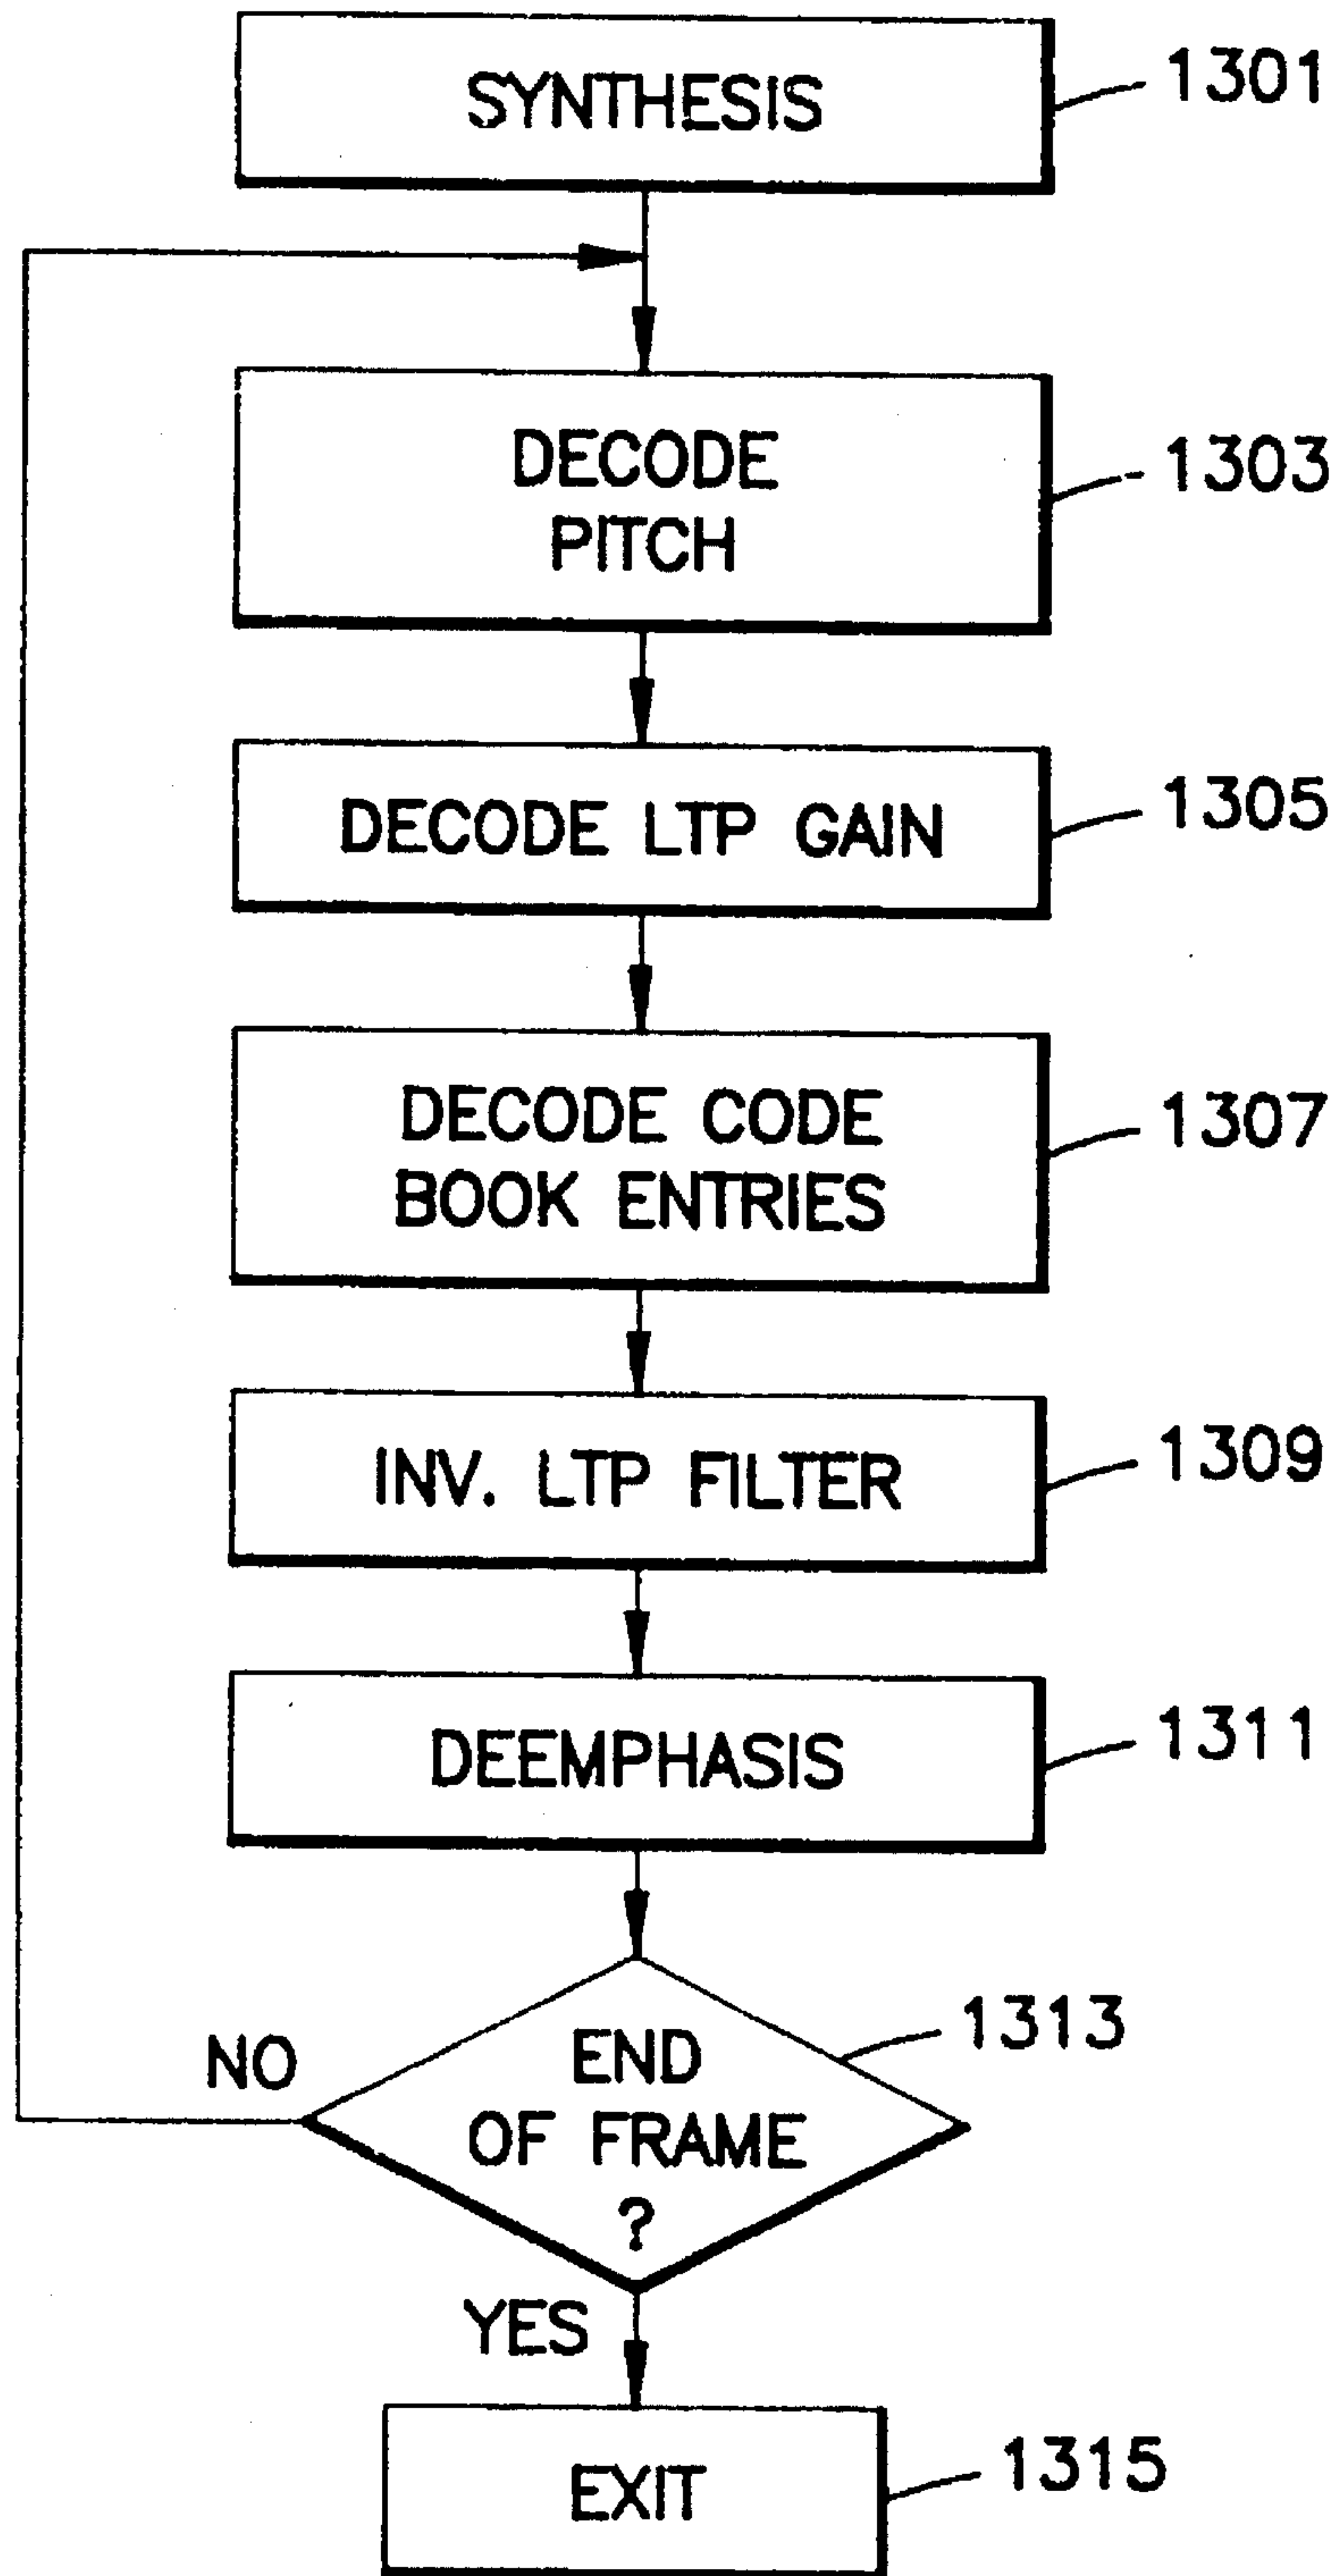 SYNTHESIS
1301
DECODE
PITCH
1303
DECODE LTP GAIN
1305
DECODE CODE
BOOK ENTRIES
1307
INV. LTP FILTER
1309
DEEMPHASIS
1311
END
OF FRAME
?
1313
NO
YES
EXIT
1315